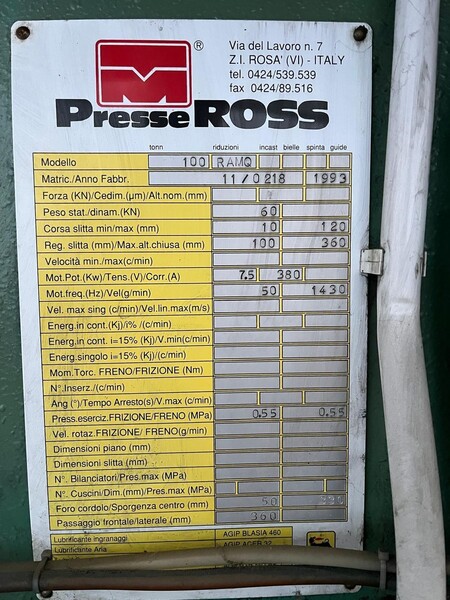 ®
Via del Lavoro n. 7
Z.I. ROSA' (VI) - ITALY
tel. 0424/539.539
fax 0424/89.516
Presse ROSS
tonn riduzioni incast bielle spinta guide
Modello 100 RAMQ
Matric./Anno Fabbr. 11/0218 1993
Forza (KN)/Cedim.(µm)/Alt.nom.(mm)
Peso stat./dinam.(KN) 60
Corsa slitta min/max (mm) 10 120
Reg. slitta (mm)/Max.alt.chiusa (mm) 100 360
Velocità min./max(c/min)
Mot.Pot.(Kw)/Tens.(V)/Corr.(A) 7.5 380
Mot.freq.(Hz)/Vel(g/min) 50 1430
Vel. max sing (c/min)/Vel.lin.max(m/s)
Energ.in cont.(Kj)/i% /(c/min)
Energ,in cont. i=15% (Kj)/V.min(c/min)
Energ.singolo i=15% (Kj)/(c/min)
Mom.Torc. FRENO/FRIZIONE (Nm)
N°.Inserz./(c/min)
Ang (°)/Tempo Arresto(s)/V.max (c/min)
Press.eserciz.FRIZIONE/FRENO (MPa) 0.55 0.55
Vel. rotaz.FRIZIONE/ FRENO(g/min)
Dimensioni piano (mm)
Dimensioni slitta (mm)
N°. Bilanciatori/Pres.max (MPa)
N°. Cuscini/Dim.(mm)/Pres.max (MPa)
Foro cordolo/Sporgenza centro (mm) 50
Passaggio frontale/laterale (mm) 360
Lubrificante ingranaggi AGIP BLASIA 460
Lubrificante Aria